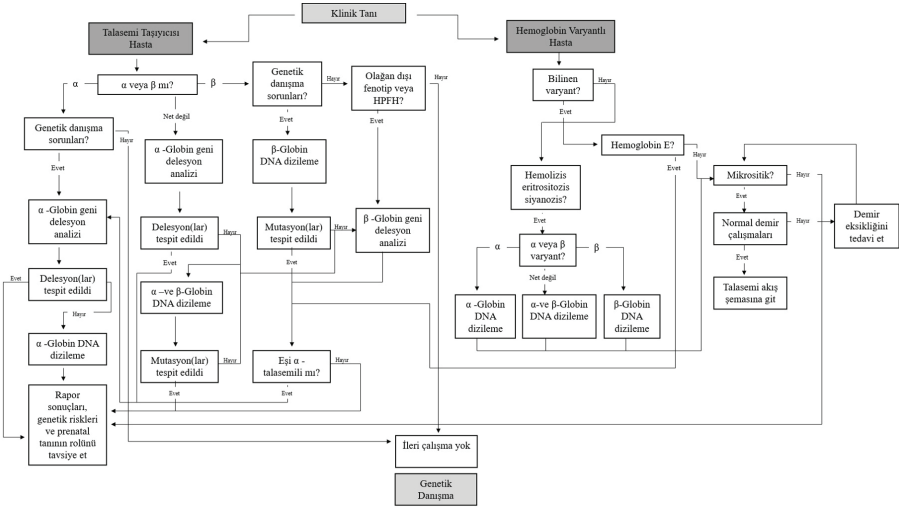 Klinik Tanı
Talasemi Taşıyıcısı
Hasta
Hemoglobin Varyantlı
Hasta
α
α veya β mı?
β
Net değil
Genetik
danışma
sorunları?
Hayır
Olağan dışı
fenotip veya
HPFH?
Hayır
Evet
Evet
Bilinen
varyant?
Hayır
Evet
Genetik danışma
sorunları?
Hayır
Evet
α -Globin geni
delesyon
analizi
β-Globin
DNA dizileme
Hemoglobin E?
Hayır
Evet
Hemolizis
eritrositozis
siyanozis?
Evet
Mikrositik?
Hayır
Evet
α -Globin geni
delesyon
analizi
Delesyon(lar)
tespit edildi
Hayır
Evet
Mutasyon(lar)
tespit edildi
Hayır
Evet
β -Globin geni
delesyon
analizi
α
α veya β
varyant?
β
Net değil
Normal demir
çalışmaları
Hayır
Evet
Demir
eksikliğini
tedavi et
Evet
Delesyon(lar)
tespit edildi
Hayır
α –ve β-Globin
DNA dizileme
α -Globin DNA
dizileme
α-ve β-Globin
DNA dizileme
β-Globin
DNA
dizileme
Talasemi akış
şemasına git
α -Globin DNA
dizileme
Mutasyon(lar)
tespit edildi
Hayır
Evet
Eşi α -
talasemili mı?
Hayır
Evet
Evet
Rapor
sonuçları,
genetik riskleri
ve prenatal
tanının rolünü
tavsiye et
İleri çalışma yok
Genetik
Danışma